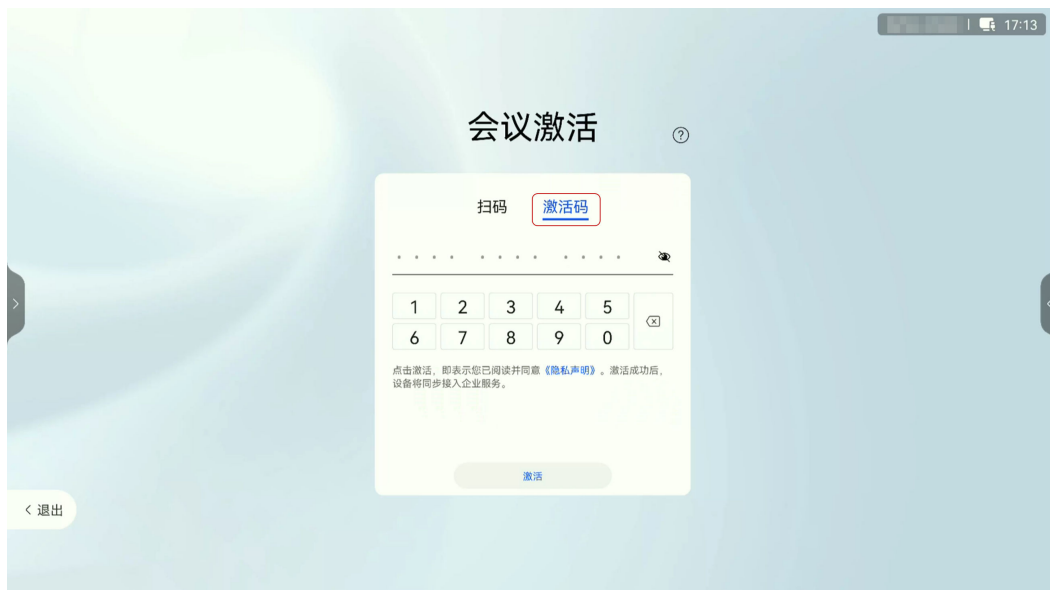 17:13
会议激活
?
扫码 激活码
1 2 3 4 5
6 7 8 9 0
点击激活，即表示您已阅读并同意《隐私声明》。激活成功后，
设备将同步接入企业服务。
激活
< 退出